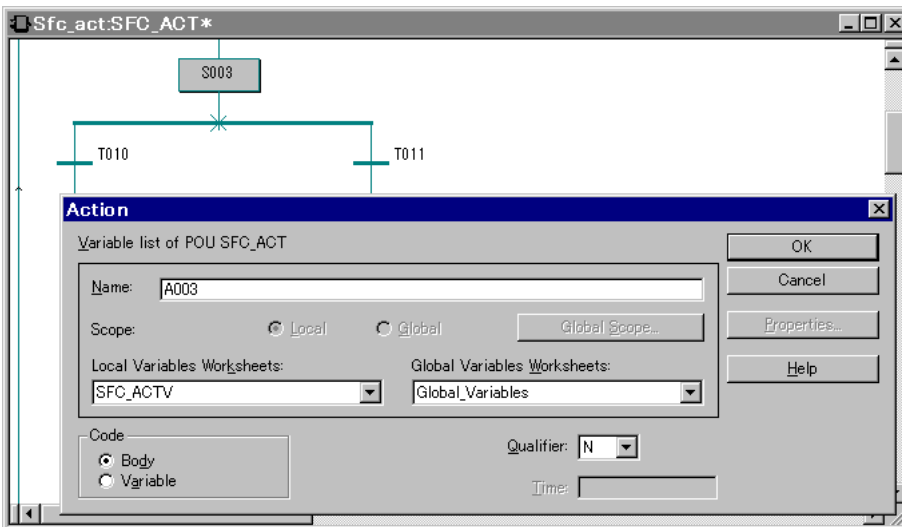 Sfc_act:SFC_ACT*
S003
T010 T011
Action
Variable list of POU SFC_ACT
OK
Name: A003
Cancel
Scope: Local Global Global Scope...
Properties...
Local Variables Worksheets: Global Variables Worksheets:
Help
SFC_ACTV Global_Variables
Code
Body
Variable
Qualifier: N
Time: